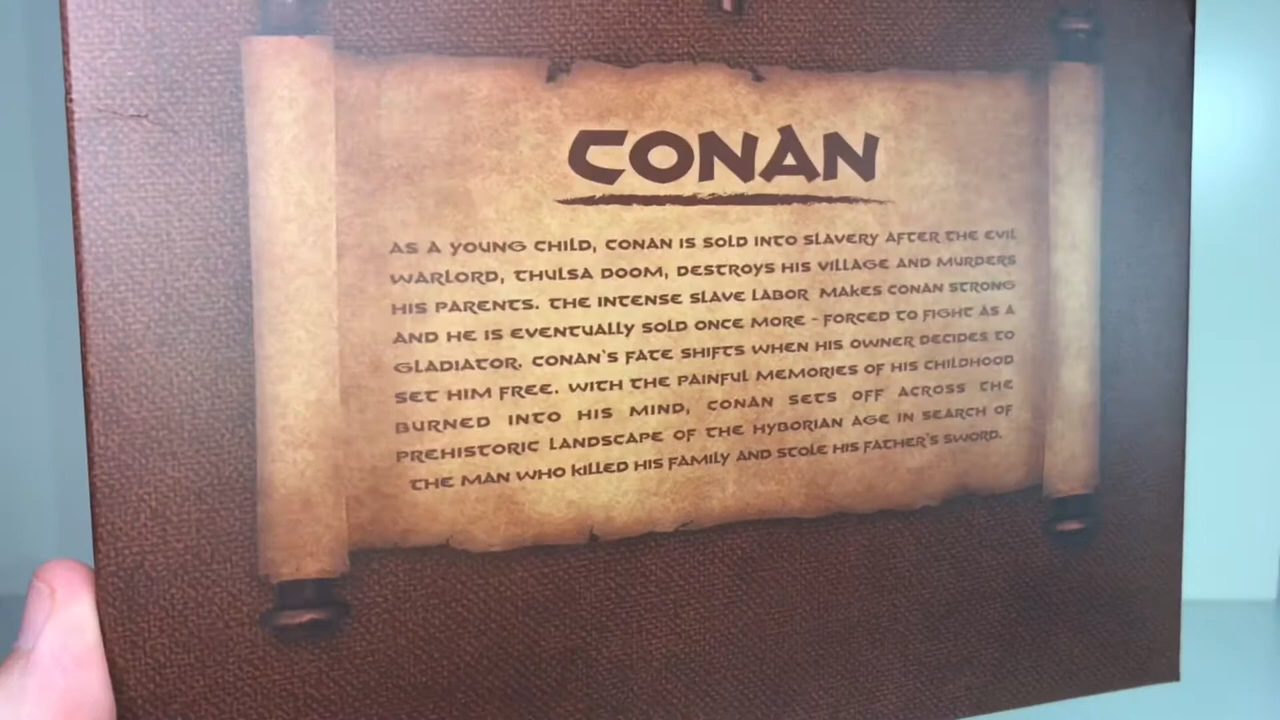 CONAN
AS A YOUNG CHILD, CONAN IS SOLD INTO SLAVERY AFTER THE EVIL
WARLORD, THULSA DOOM, DESTROYS HIS VILLAGE AND MURDERS
HIS PARENTS. THE INTENSE SLAVE LABOR MAKES CONAN STRONG
AND HE IS EVENTUALLY SOLD ONCE MORE - FORCED TO FIGHT AS A
GLADIATOR. CONAN'S FATE SHIFTS WHEN HIS OWNER DECIDES TO
SET HIM FREE. WITH THE PAINFUL MEMORIES OF HIS CHILDHOOD
BURNED INTO HIS MIND, CONAN SETS OFF ACROSS THE
PREHISTORIC LANDSCAPE OF THE HYBORIAN AGE IN SEARCH OF
THE MAN WHO KILLED HIS FAMILY AND STOLE HIS FATHER'S SWORD.